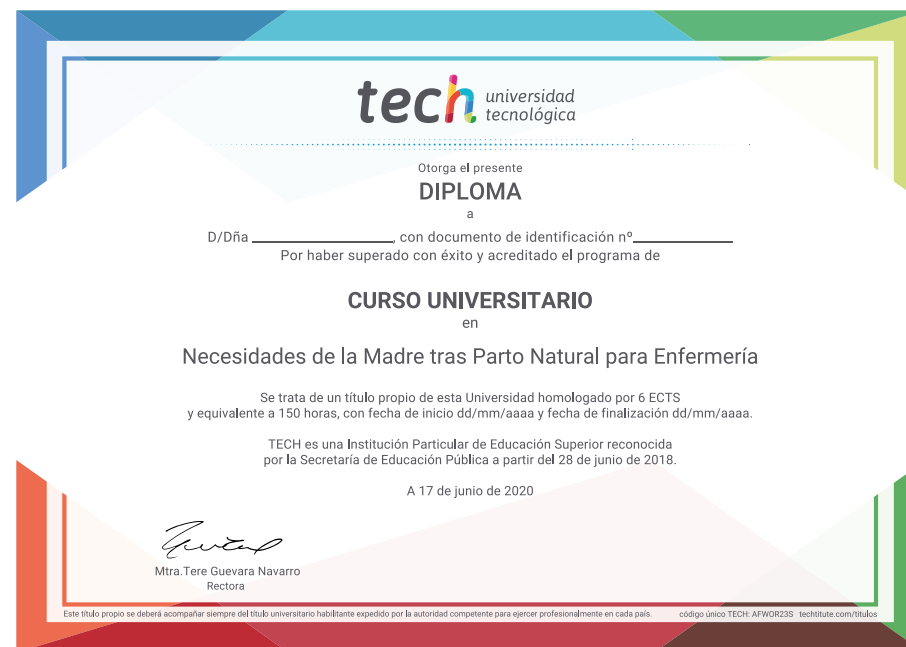 tech universidad
tecnológica
Otorga el presente
DIPLOMA
a
D/Dña ____________________, con documento de identificación nº______________
Por haber superado con éxito y acreditado el programa de
CURSO UNIVERSITARIO
en
Necesidades de la Madre tras Parto Natural para Enfermería
Se trata de un título propio de esta Universidad homologado por 6 ECTS
y equivalente a 150 horas, con fecha de inicio dd/mm/aaaa y fecha de finalización dd/mm/aaaa.
TECH es una Institución Particular de Educación Superior reconocida
por la Secretaría de Educación Pública a partir del 28 de junio de 2018.
A 17 de junio de 2020
Mtra.Tere Guevara Navarro
Rectora
Este título propio se deberá acompañar siempre del título universitario habilitante expedido por la autoridad competente para ejercer profesionalmente en cada país. código único TECH: AFWOR23S techtitute.com/titulos